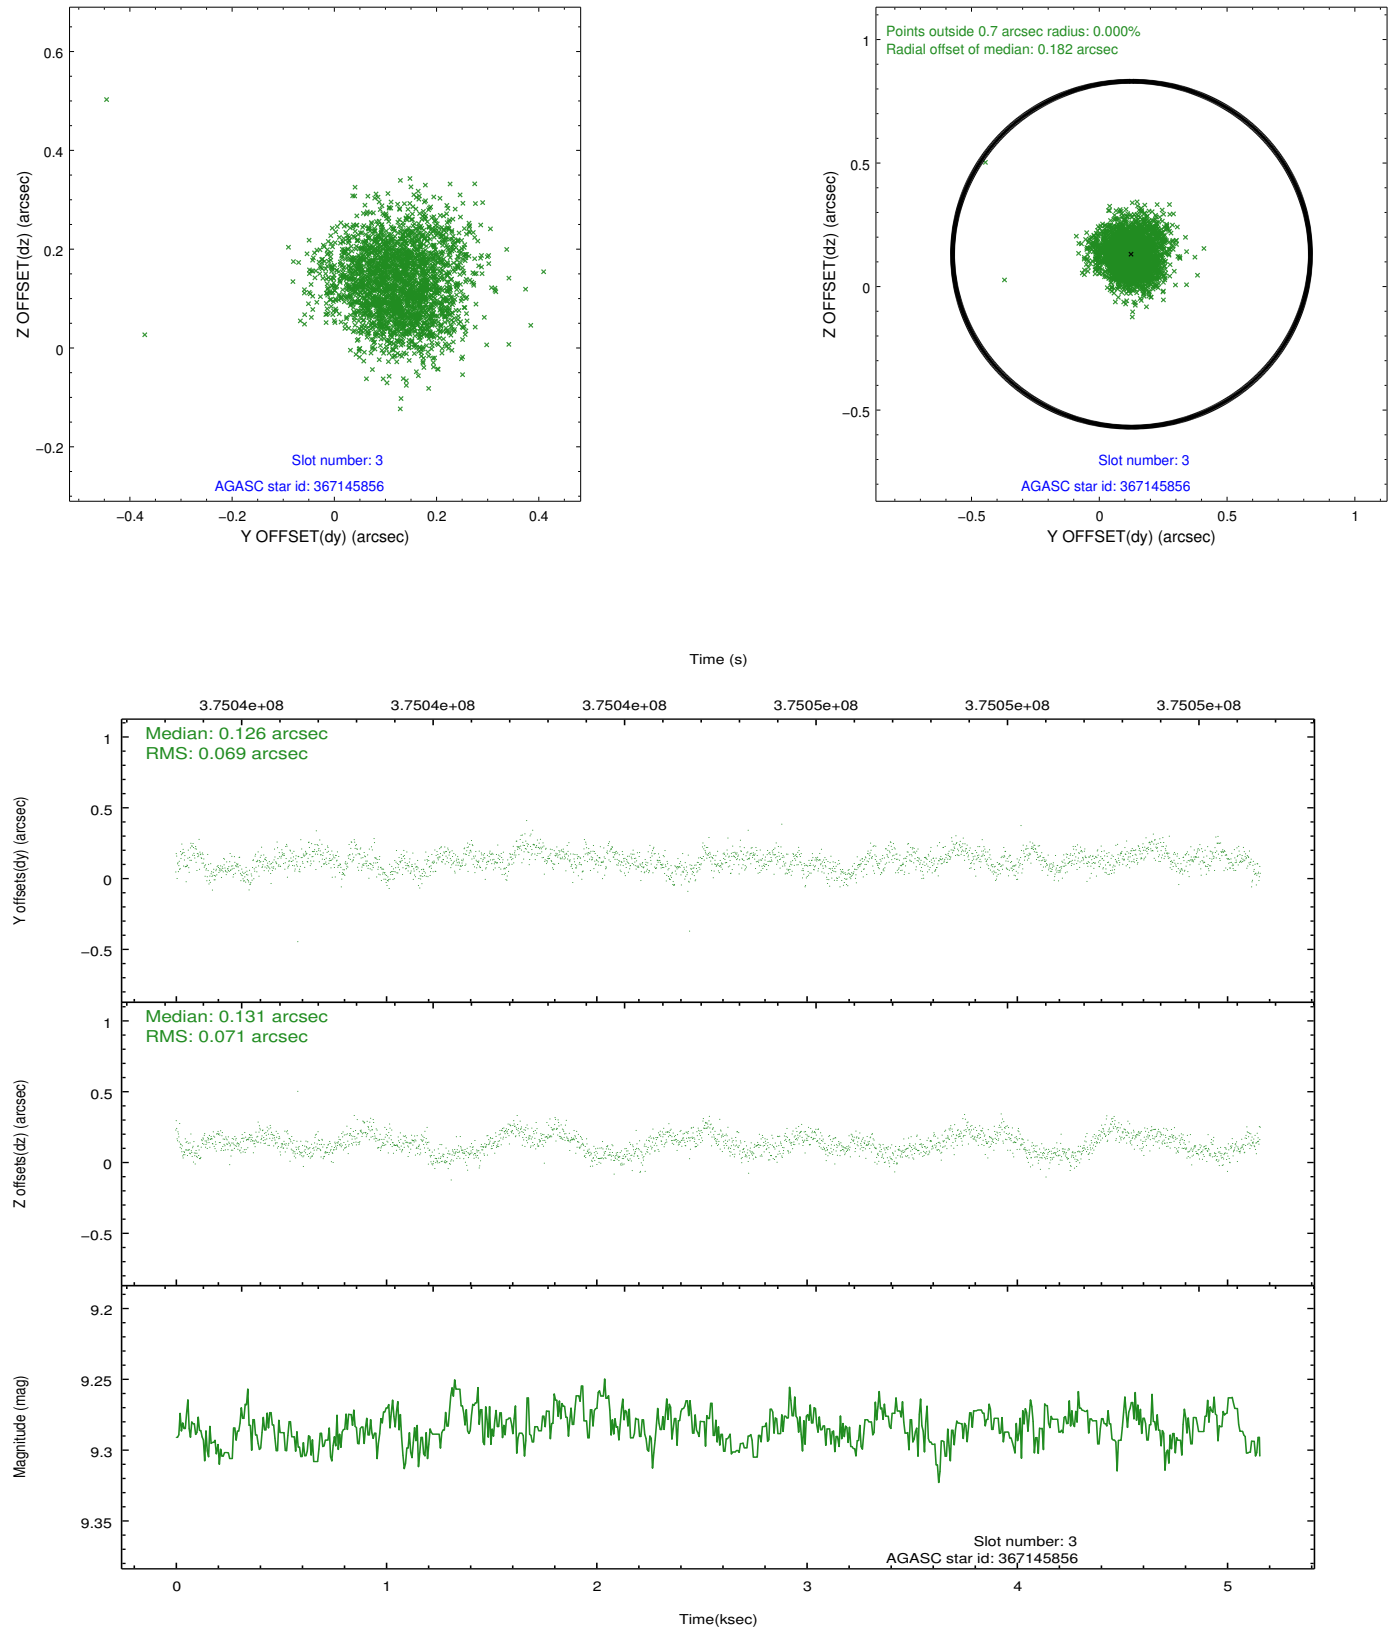 0.6
0.4
0.2
0
−0.2
Z OFFSET(dz) (arcsec)
Slot number: 3
AGASC star id: 367145856
−0.4 −0.2 0 0.2 0.4
Y OFFSET(dy) (arcsec)
Points outside 0.7 arcsec radius: 0.000%
Radial offset of median: 0.182 arcsec
1
0.5
0
−0.5
Z OFFSET(dz) (arcsec)
Slot number: 3
AGASC star id: 367145856
−0.5 0 0.5 1
Y OFFSET(dy) (arcsec)
Time (s)
3.7504e+08 3.7504e+08 3.7504e+08 3.7505e+08 3.7505e+08 3.7505e+08
Median: 0.126 arcsec
RMS: 0.069 arcsec
1
0.5
0
−0.5
Y offsets(dy) (arcsec)
Median: 0.131 arcsec
RMS: 0.071 arcsec
1
0.5
0
−0.5
Z offsets(dz) (arcsec)
9.2
9.25
9.3
9.35
Magnitude (mag)
Slot number: 3
AGASC star id: 367145856
0 1 2 3 4 5
Time(ksec)